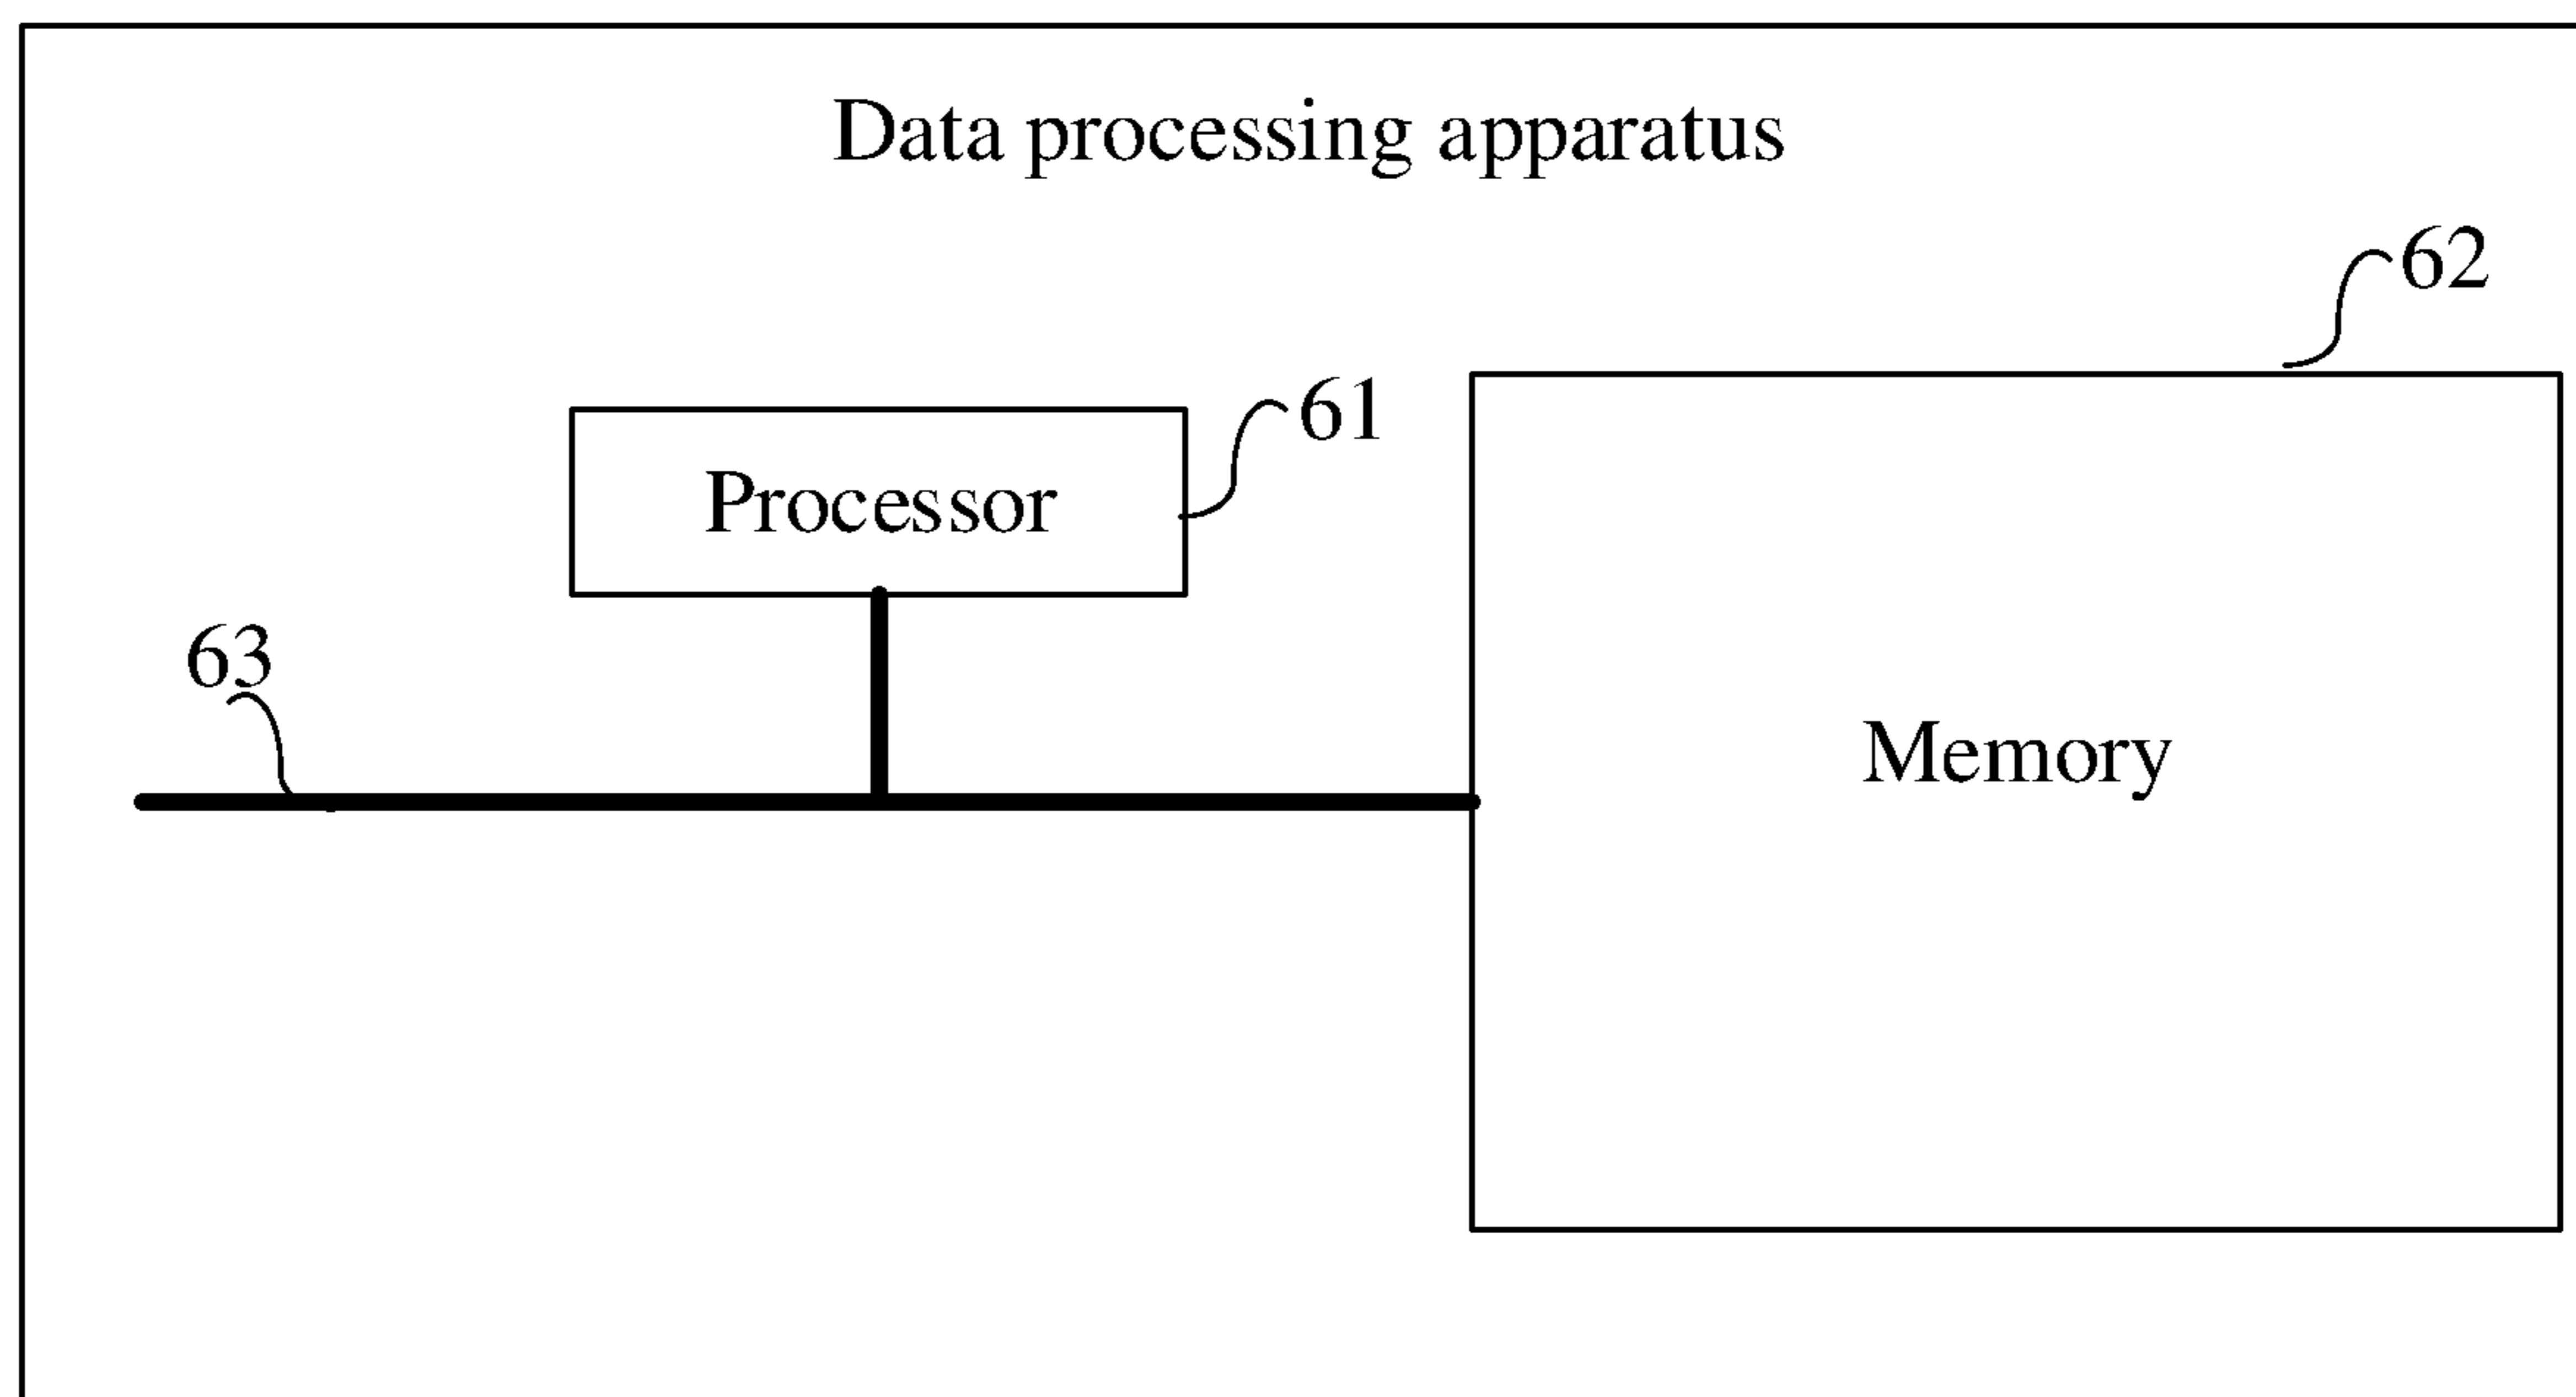 Data processing apparatus
62
61
Processor
63
Memory